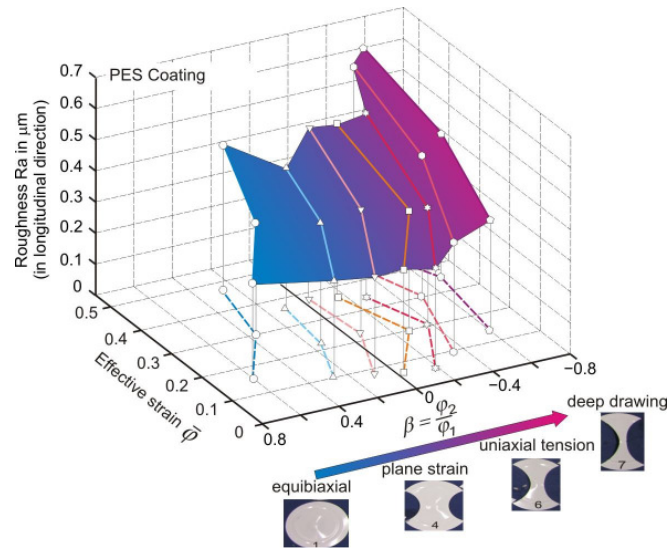 PES Coating
Roughness Ra in μm
(in longitudinal direction)
0.7
0.6
0.5
0.4
0.3
0.2
0.1
0
Effective strain φ̄
0.5
0.4
0.3
0.2
0.1
0
0.8
0.4
0
−0.4
−0.8
β = φ₂/φ₁
deep drawing
uniaxial tension
plane strain
equibiaxial
1
4
6
7